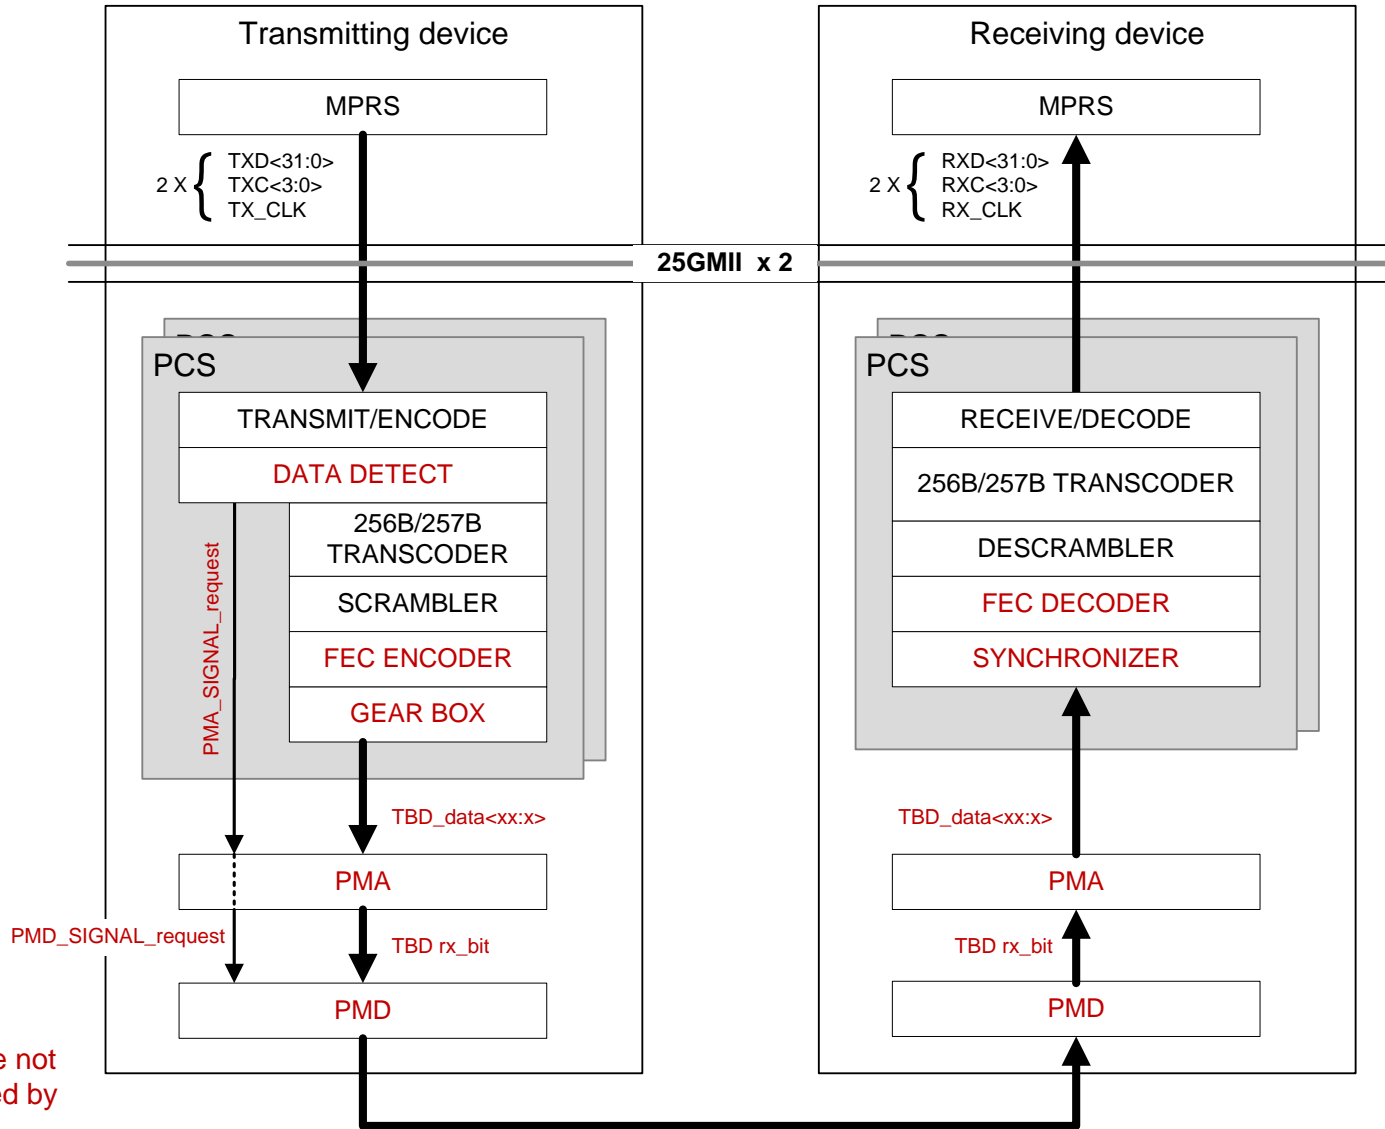 Transmitting device
MPRS
2 X
TXD<31:0>
TXC<3:0>
TX_CLK
PCS
TRANSMIT/ENCODE
DATA DETECT
256B/257B
TRANSCODER
SCRAMBLER
FEC ENCODER
GEAR BOX
PMA_SIGNAL_request
TBD_data<xx:x>
PMA
PMD_SIGNAL_request
TBD rx_bit
PMD
25GMII x 2
Receiving device
MPRS
2 X
RXD<31:0>
RXC<3:0>
RX_CLK
PCS
RECEIVE/DECODE
256B/257B TRANSCODER
DESCRAMBLER
FEC DECODER
SYNCHRONIZER
TBD_data<xx:x>
PMA
TBD rx_bit
PMD
not
by